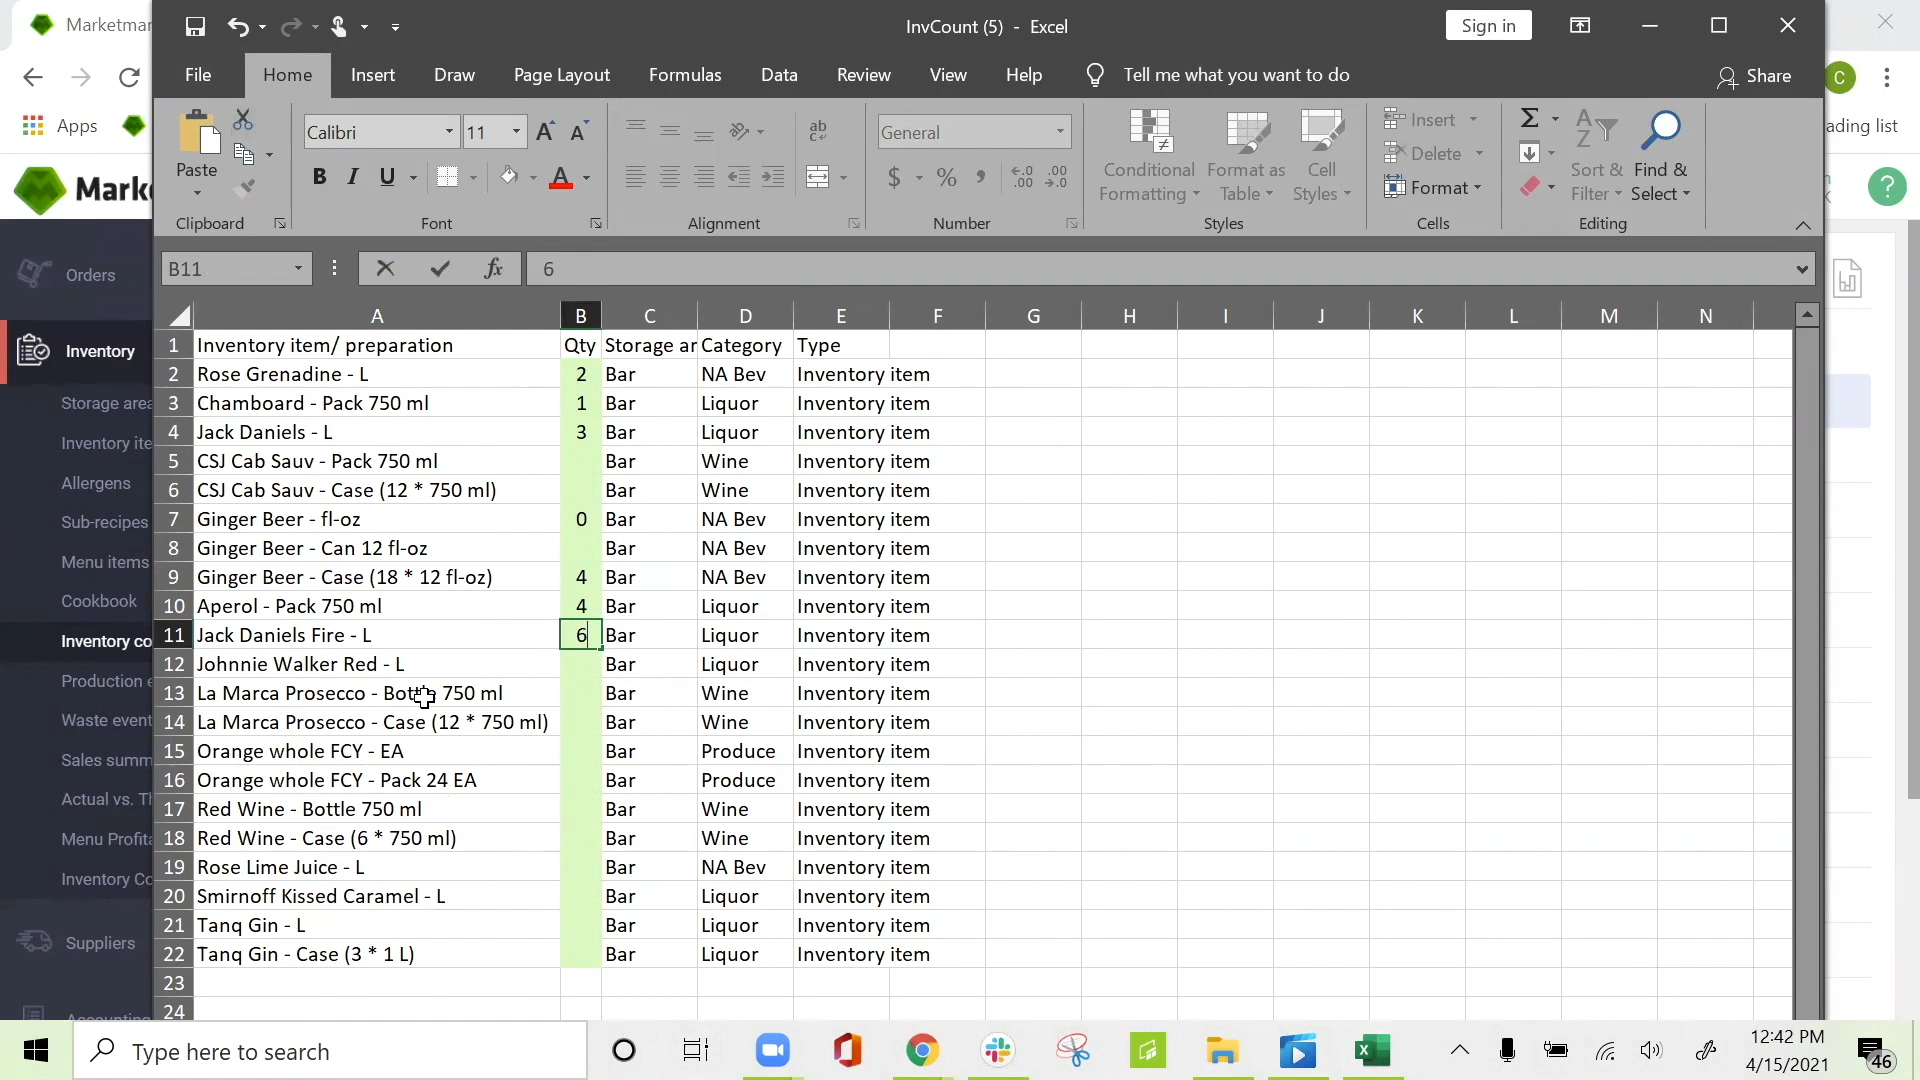 Marketmar
InvCount (5) - Excel
Sign in
File Home Insert Draw Page Layout Formulas Data Review View Help Tell me what you want to do Share
C
Apps
ading list
Paste
Calibri 11
B I U A
ab
General
$ % ,
Conditional Formatting
Format as Table
Cell Styles
Insert
Delete
Format
Sort & Filter
Find & Select
Clipboard Font Alignment Number Styles Cells Editing
Marke
?
B11 fx 6
A B C D E F G H I J K L M N
1 Inventory item/ preparation Qty Storage ar Category Type
2 Rose Grenadine - L 2 Bar NA Bev Inventory item
3 Chamboard - Pack 750 ml 1 Bar Liquor Inventory item
4 Jack Daniels - L 3 Bar Liquor Inventory item
5 CSJ Cab Sauv - Pack 750 ml Bar Wine Inventory item
6 CSJ Cab Sauv - Case (12 * 750 ml) Bar Wine Inventory item
7 Ginger Beer - fl-oz 0 Bar NA Bev Inventory item
8 Ginger Beer - Can 12 fl-oz Bar NA Bev Inventory item
9 Ginger Beer - Case (18 * 12 fl-oz) 4 Bar NA Bev Inventory item
10 Aperol - Pack 750 ml 4 Bar Liquor Inventory item
11 Jack Daniels Fire - L 6 Bar Liquor Inventory item
12 Johnnie Walker Red - L Bar Liquor Inventory item
13 La Marca Prosecco - Bottle 750 ml Bar Wine Inventory item
14 La Marca Prosecco - Case (12 * 750 ml) Bar Wine Inventory item
15 Orange whole FCY - EA Bar Produce Inventory item
16 Orange whole FCY - Pack 24 EA Bar Produce Inventory item
17 Red Wine - Bottle 750 ml Bar Wine Inventory item
18 Red Wine - Case (6 * 750 ml) Bar Wine Inventory item
19 Rose Lime Juice - L Bar NA Bev Inventory item
20 Smirnoff Kissed Caramel - L Bar Liquor Inventory item
21 Tanq Gin - L Bar Liquor Inventory item
22 Tanq Gin - Case (3 * 1 L) Bar Liquor Inventory item
23
24
Orders
Inventory
Storage area
Inventory ite
Allergens
Sub-recipes
Menu items
Cookbook
Inventory co
Production e
Waste event
Sales summ
Actual vs. Th
Menu Profita
Inventory Co
Suppliers
Accounting
Type here to search
12:42 PM
4/15/2021
46